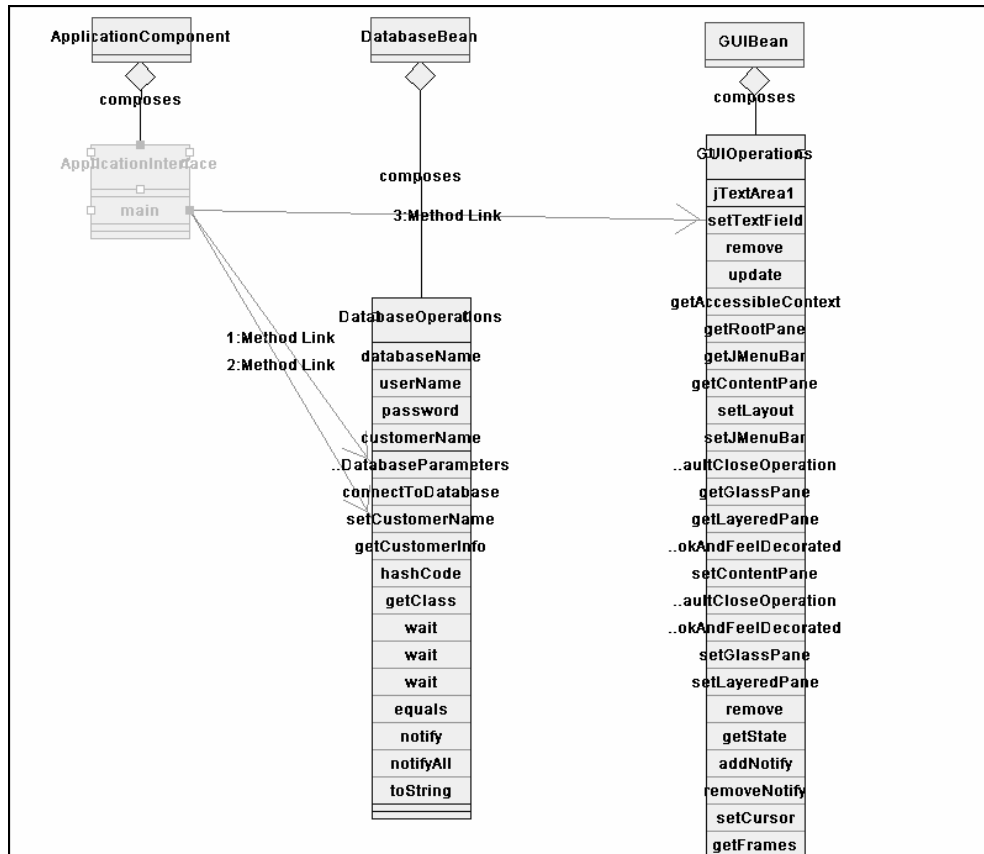 ApplicationComponent
composes
ApplicationInterface
main
DatabaseBean
composes
3:Method Link
1:Method Link
2:Method Link
DatabaseOperations
databaseName
userName
password
customerName
..DatabaseParameters
connectToDatabase
setCustomerName
getCustomerInfo
hashCode
getClass
wait
wait
wait
equals
notify
notifyAll
toString
GUIBean
composes
GUIOperations
jTextArea1
setTextField
remove
update
getAccessibleContext
getRootPane
getJMenuBar
getContentPane
setLayout
setJMenuBar
..aultCloseOperation
getGlassPane
getLayeredPane
..okAndFeelDecorated
setContentPane
..aultCloseOperation
..okAndFeelDecorated
setGlassPane
setLayeredPane
remove
getState
addNotify
removeNotify
setCursor
getFrames